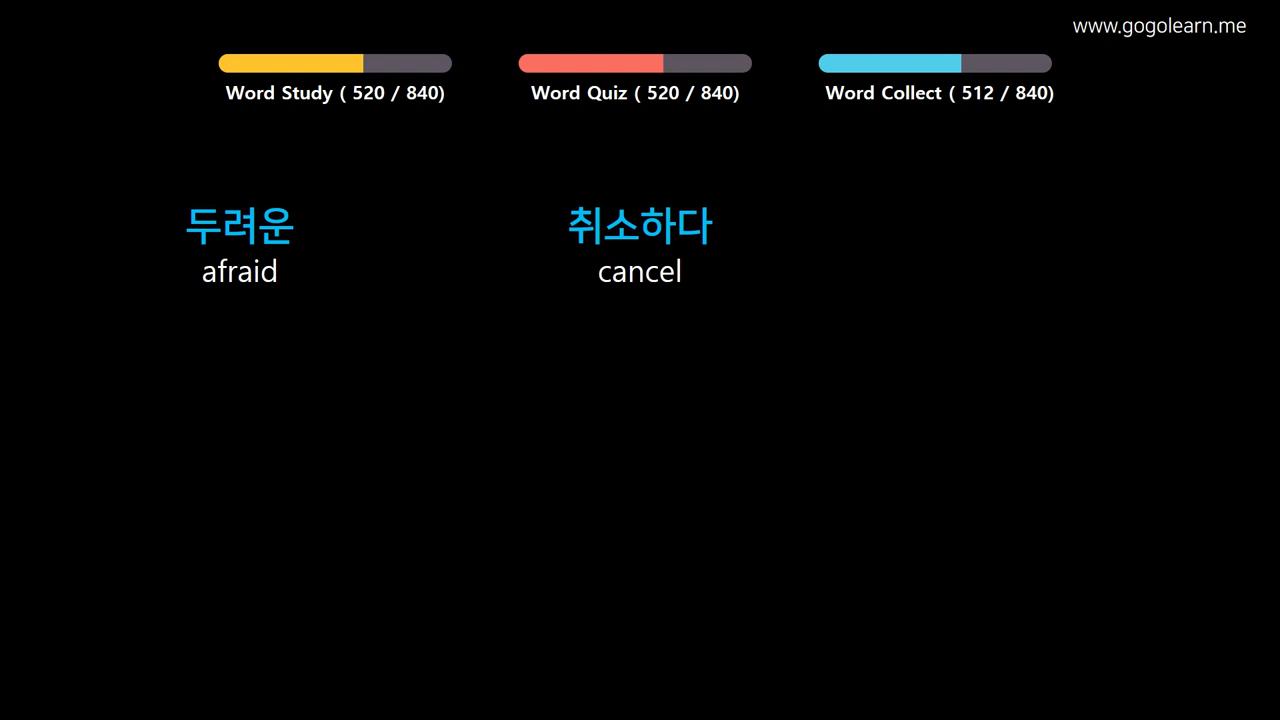 www.gogolearn.me
Word Study ( 520 / 840)
Word Quiz ( 520 / 840)
Word Collect ( 512 / 840)
두려운
afraid
취소하다
cancel